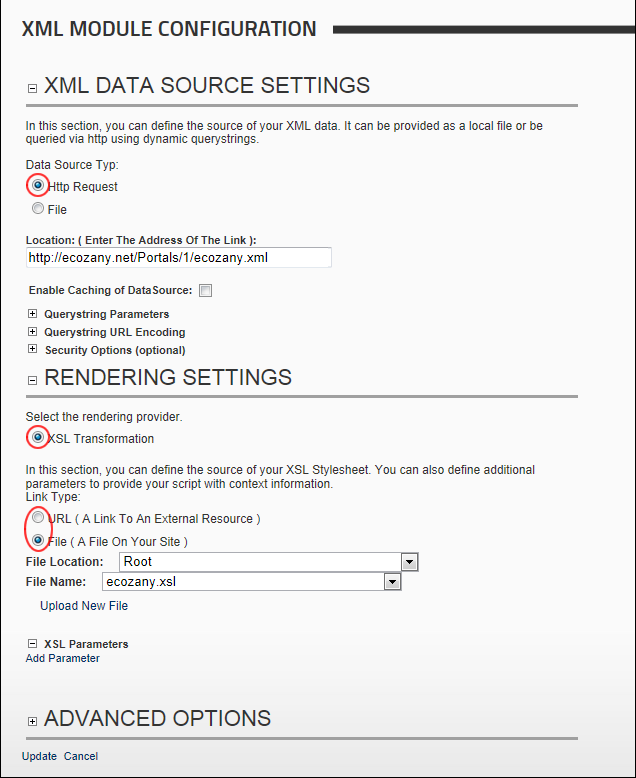 XML MODULE CONFIGURATION
XML DATA SOURCE SETTINGS
In this section, you can define the source of your XML data. It can be provided as a local file or be
queried via http using dynamic querystrings.
Data Source Typ:
Http Request
File
Location: ( Enter The Address Of The Link ):
http://ecozany.net/Portals/1/ecozany.xml
Enable Caching of DataSource:
Querystring Parameters
Querystring URL Encoding
Security Options (optional)
RENDERING SETTINGS
Select the rendering provider.
XSL Transformation
In this section, you can define the source of your XSL Stylesheet. You can also define additional
parameters to provide your script with context information.
Link Type:
URL ( A Link To An External Resource )
File ( A File On Your Site )
File Location: Root
File Name: ecozany.xsl
Upload New File
XSL Parameters
Add Parameter
ADVANCED OPTIONS
Update Cancel